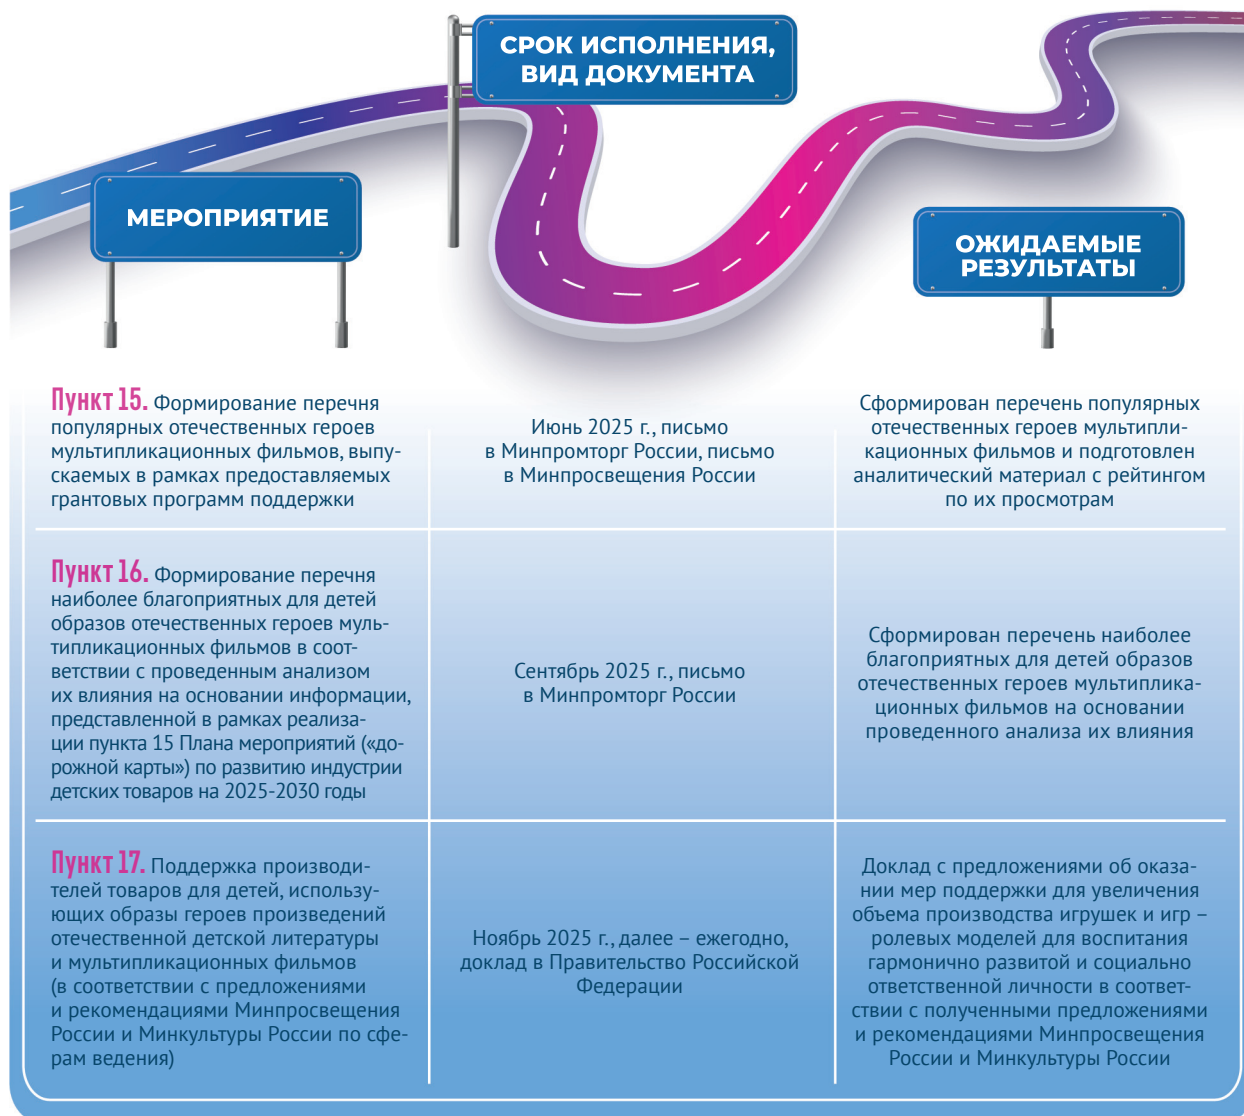 СРОК ИСПОЛНЕНИЯ,
ВИД ДОКУМЕНТА
МЕРОПРИЯТИЕ
ОЖИДАЕМЫЕ
РЕЗУЛЬТАТЫ
Пункт 15. Формирование перечня
популярных отечественных героев
мультипликационных фильмов, выпу-
скаемых в рамках предоставляемых
грантовых программ поддержки
Июнь 2025 г., письмо
в Минпромторг России, письмо
в Минпросвещения России
Сформирован перечень популярных
отечественных героев мультипли-
кационных фильмов и подготовлен
аналитический материал с рейтингом
по их просмотрам
Пункт 16. Формирование перечня
наиболее благоприятных для детей
образов отечественных героев муль-
типликационных фильмов в соот-
ветствии с проведенным анализом
их влияния на основании информации,
представленной в рамках реализа-
ции пункта 15 Плана мероприятий («до-
рожной карты») по развитию индустрии
детских товаров на 2025-2030 годы
Сентябрь 2025 г., письмо
в Минпромторг России
Сформирован перечень наиболее
благоприятных для детей образов
отечественных героев мультиплика-
ционных фильмов на основании
проведенного анализа их влияния
Пункт 17. Поддержка производи-
телей товаров для детей, использу-
ющих образы героев произведений
отечественной детской литературы
и мультипликационных фильмов
(в соответствии с предложениями
и рекомендациями Минпросвещения
России и Минкультуры России по сфе-
рам ведения)
Ноябрь 2025 г., далее – ежегодно,
доклад в Правительство Российской
Федерации
Доклад с предложениями об оказа-
нии мер поддержки для увеличения
объема производства игрушек и игр –
ролевых моделей для воспитания
гармонично развитой и социально
ответственной личности в соответ-
ствии с полученными предложениями
и рекомендациями Минпросвещения
России и Минкультуры России